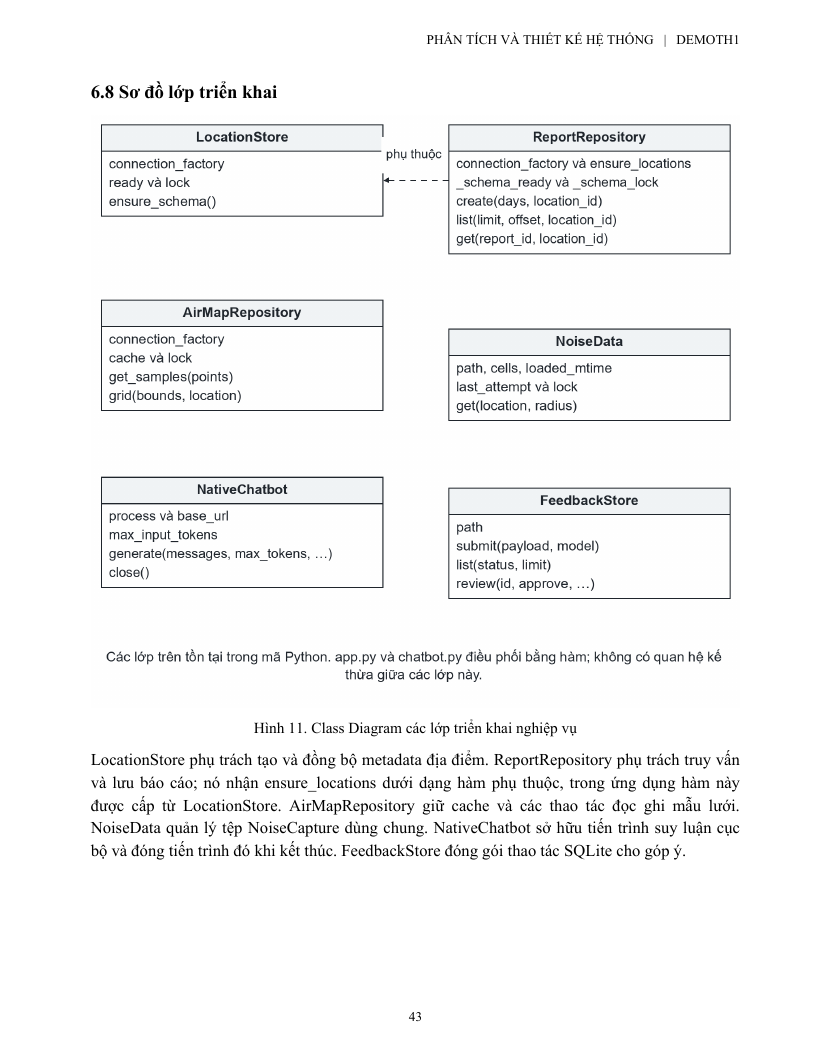 PHÂN TÍCH VÀ THIẾT KẾ HỆ THỐNG | DEMOTH1
6.8 Sơ đồ lớp triển khai
LocationStore
connection_factory
ready và lock
ensure_schema()
phụ thuộc
ReportRepository
connection_factory và ensure_locations
_schema_ready và _schema_lock
create(days, location_id)
list(limit, offset, location_id)
get(report_id, location_id)
AirMapRepository
connection_factory
cache và lock
get_samples(points)
grid(bounds, location)
NoiseData
path, cells, loaded_mtime
last_attempt và lock
get(location, radius)
NativeChatbot
process và base_url
max_input_tokens
generate(messages, max_tokens, …)
close()
FeedbackStore
path
submit(payload, model)
list(status, limit)
review(id, approve, …)
Các lớp trên tồn tại trong mã Python. app.py và chatbot.py điều phối bằng hàm; không có quan hệ kế
thừa giữa các lớp này.
Hình 11. Class Diagram các lớp triển khai nghiệp vụ
LocationStore phụ trách tạo và đồng bộ metadata địa điểm. ReportRepository phụ trách truy vấn
và lưu báo cáo; nó nhận ensure_locations dưới dạng hàm phụ thuộc, trong ứng dụng hàm này
được cấp từ LocationStore. AirMapRepository giữ cache và các thao tác đọc ghi mẫu lưới.
NoiseData quản lý tệp NoiseCapture dùng chung. NativeChatbot sở hữu tiến trình suy luận cục
bộ và đóng tiến trình đó khi kết thúc. FeedbackStore đóng gói thao tác SQLite cho góp ý.
43